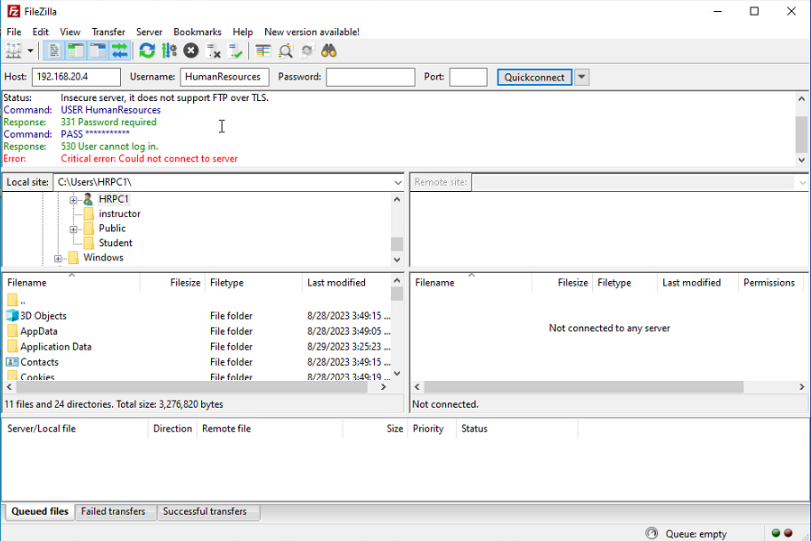 FileZilla
File Edit View Transfer Server Bookmarks Help New version available!
Host: 192.168.20.4 Username: HumanResources Password: Port: Quickconnect
Status: Insecure server, it does not support FTP over TLS.
Command: USER HumanResources
Response: 331 Password required
Command: PASS ***********
Response: 530 User cannot log in.
Error: Critical error: Could not connect to server
Local site: C:\Users\HRPC1\ Remote site:
HRPC1
instructor
Public
Student
Windows
Filename Filesize Filetype Last modified
..
3D Objects File folder 8/28/2023 3:49:15 ...
AppData File folder 8/28/2023 3:49:05 ...
Application Data File folder 8/29/2023 3:25:23 ...
Contacts File folder 8/28/2023 3:49:15 ...
Cookies File folder 8/28/2023 3:49:19 ...
11 files and 24 directories. Total size: 3,276,820 bytes
Filename Filesize Filetype Last modified Permissions
Not connected to any server
Not connected.
Server/Local file Direction Remote file Size Priority Status
Queued files Failed transfers Successful transfers
Queue: empty